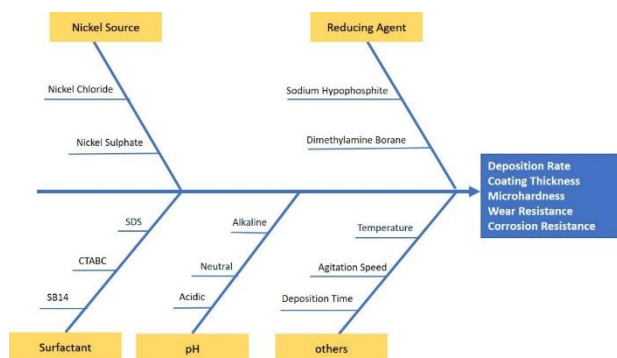 Nickel Source
Reducing Agent
Nickel Chloride
Sodium Hypophosphite
Nickel Sulphate
Dimethylamine Borane
Deposition Rate
Coating Thickness
Microhardness
Wear Resistance
Corrosion Resistance
SDS
Alkaline
Temperature
CTABC
Neutral
Agitation Speed
SB14
Acidic
Deposition Time
Surfactant
pH
others